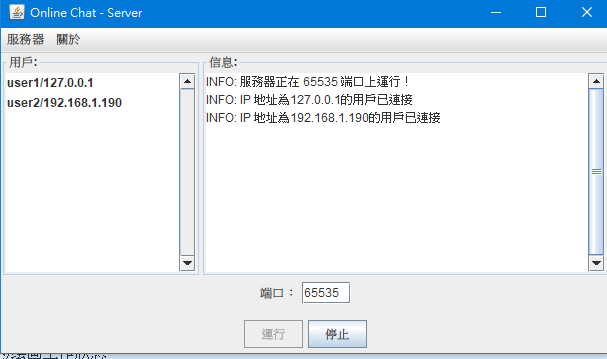 Online Chat - Server
服務器 關於
用戶:
user1/127.0.0.1
user2/192.168.1.190
信息:
INFO: 服務器正在 65535 端口上運行！
INFO: IP 地址為127.0.0.1的用戶已連接
INFO: IP 地址為192.168.1.190的用戶已連接
端口： 65535
運行 停止